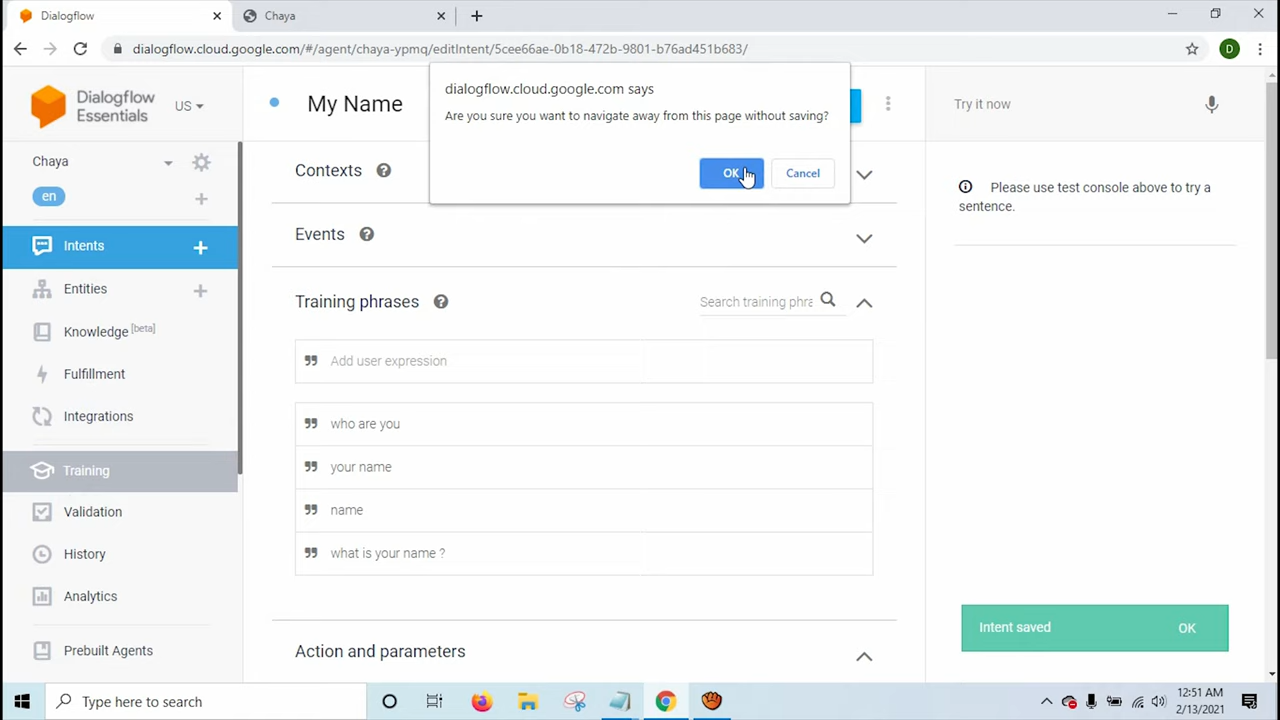 Dialogflow
Chaya
dialogflow.cloud.google.com/#/agent/chaya-ypmq/editIntent/5cee66ae-0b18-472b-9801-b76ad451b683/
D
dialogflow.cloud.google.com says
Are you sure you want to navigate away from this page without saving?
OK
Cancel
Dialogflow
Essentials
US
My Name
Try it now
Chaya
en
Contexts
Please use test console above to try a
sentence.
Intents
Events
Entities
Training phrases
Search training phra
Knowledge [beta]
Add user expression
Fulfillment
Integrations
who are you
your name
Training
name
Validation
what is your name ?
History
Analytics
Intent saved
OK
Prebuilt Agents
Action and parameters
Type here to search
12:51 AM
2/13/2021